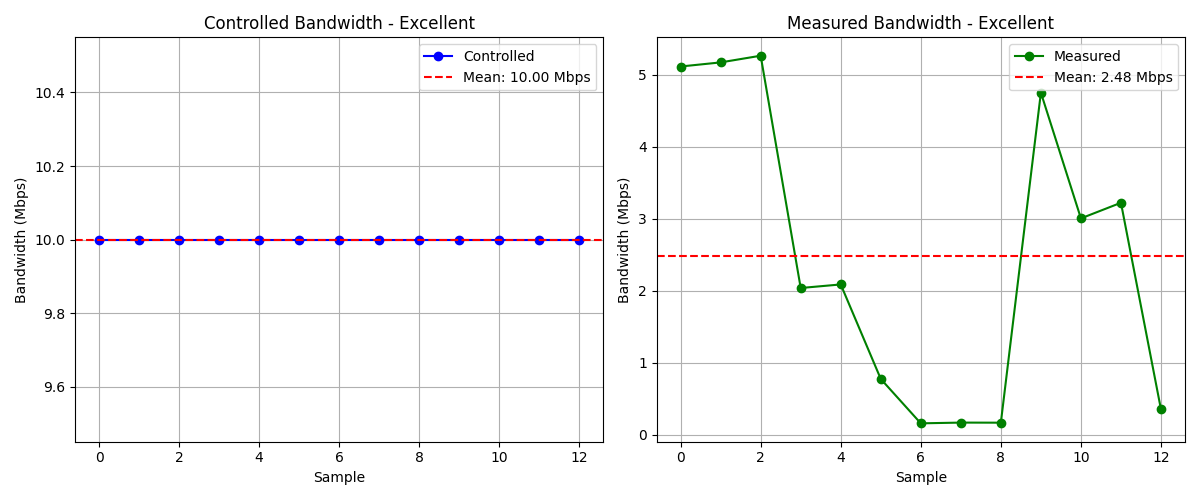 Controlled Bandwidth - Excellent
Controlled
Mean: 10.00 Mbps
Bandwidth (Mbps)
10.4
10.2
10.0
9.8
9.6
0 2 4 6 8 10 12
Sample
Measured Bandwidth - Excellent
Measured
Mean: 2.48 Mbps
Bandwidth (Mbps)
5
4
3
2
1
0
0 2 4 6 8 10 12
Sample